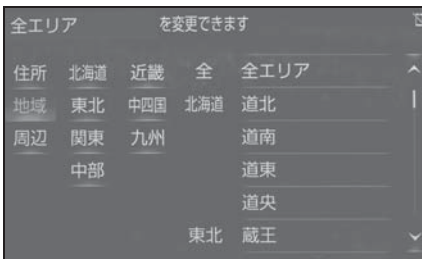 全エリア を変更できます
住所 北海道 近畿 全 全エリア
地域 東北 中四国 北海道 道北
周辺 関東 九州 道南
中部 道東
道央
東北 蔵王